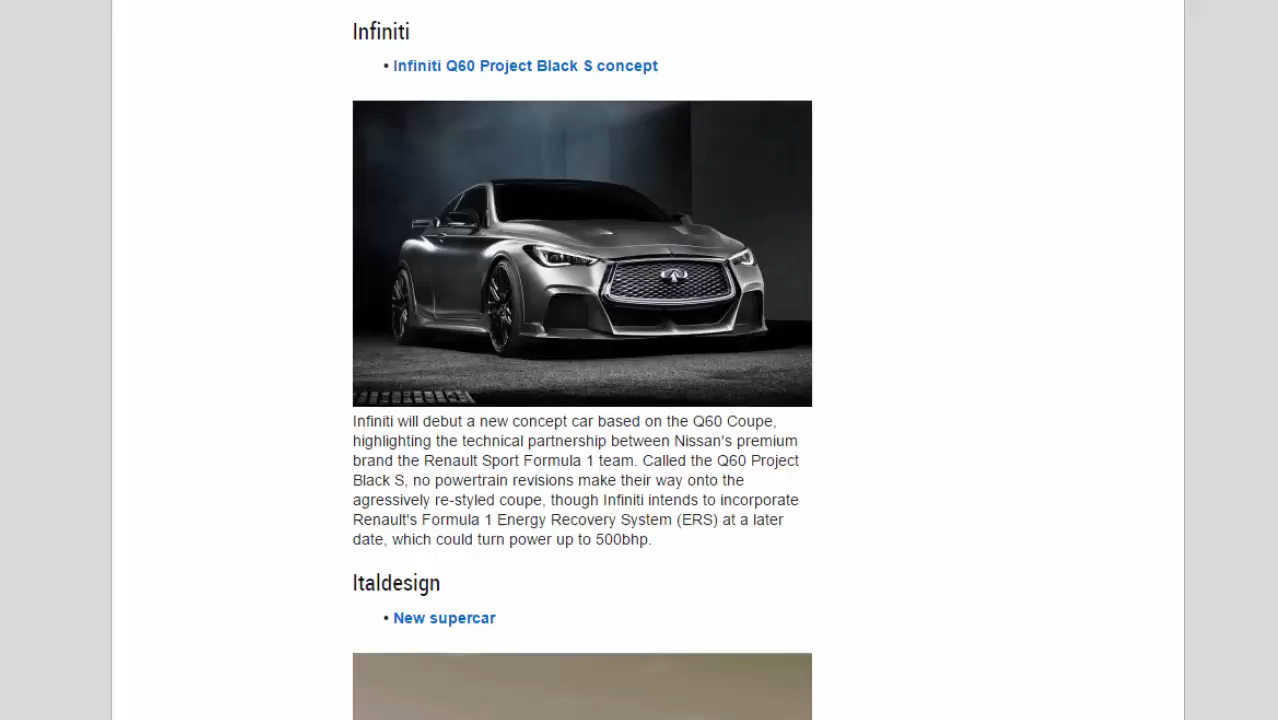 Infiniti
• Infiniti Q60 Project Black S concept
Infiniti will debut a new concept car based on the Q60 Coupe,
highlighting the technical partnership between Nissan's premium
brand the Renault Sport Formula 1 team. Called the Q60 Project
Black S, no powertrain revisions make their way onto the
agressively re-styled coupe, though Infiniti intends to incorporate
Renault's Formula 1 Energy Recovery System (ERS) at a later
date, which could turn power up to 500bhp.
Italdesign
• New supercar